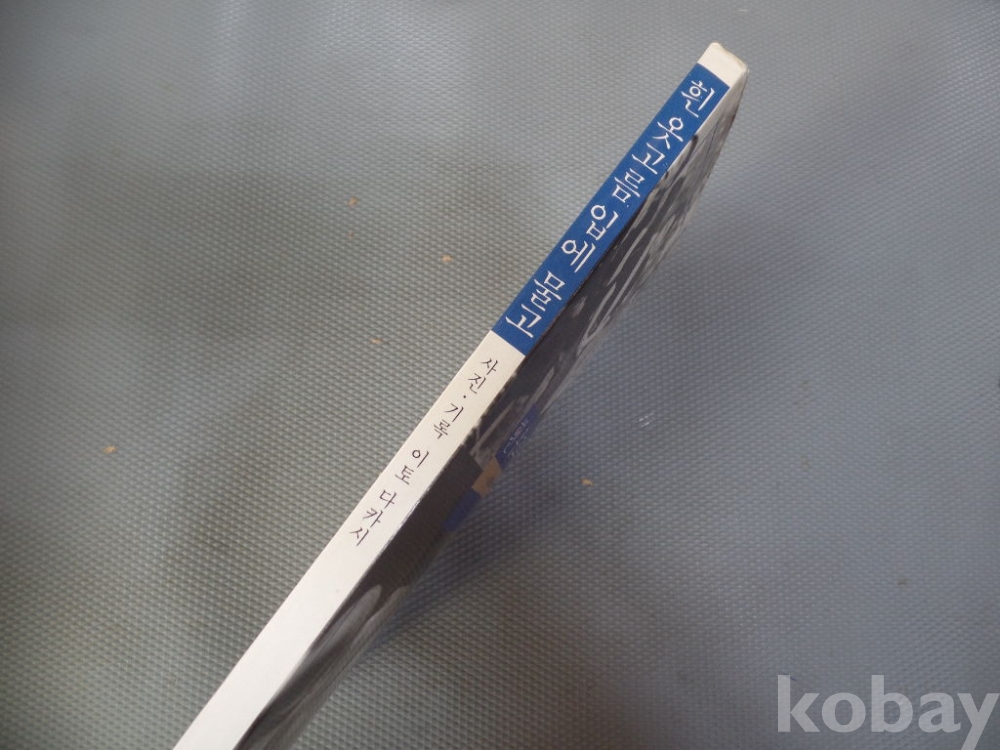 흰 옷고름 입에 물고
사진·기록 이토 다카시
kobay